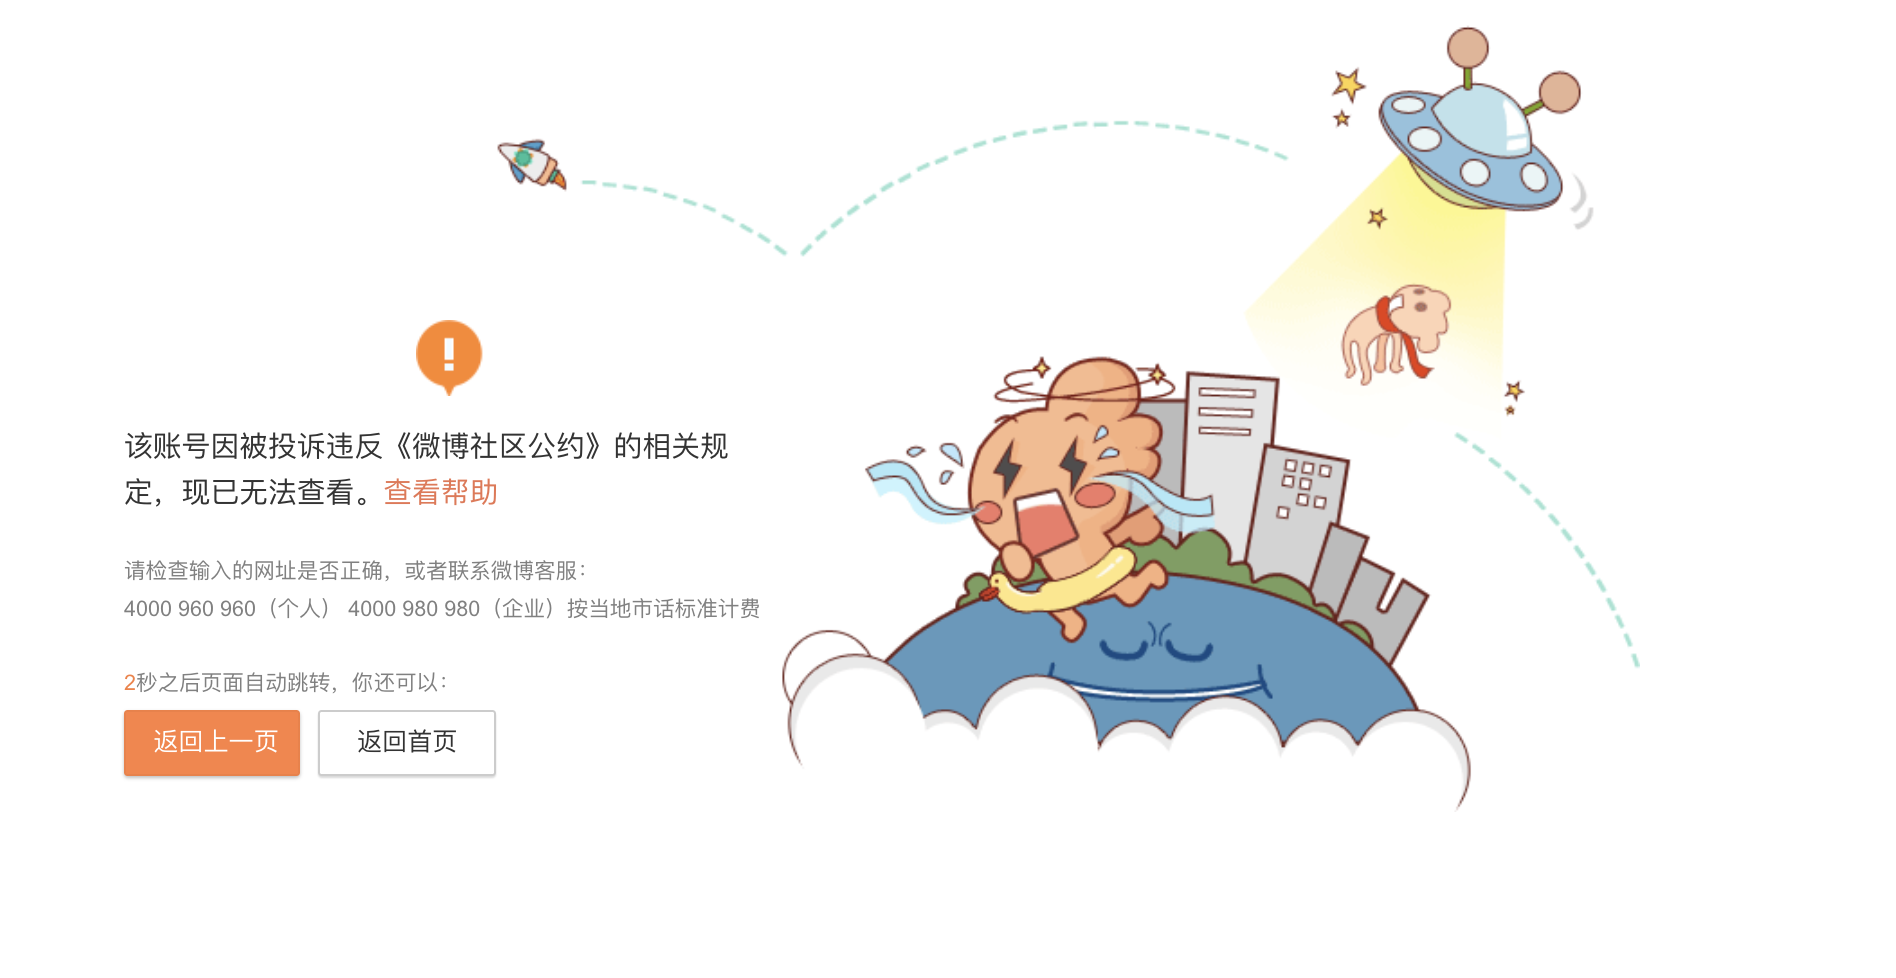 该账号因被投诉违反《微博社区公约》的相关规
定，现已无法查看。查看帮助
请检查输入的网址是否正确，或者联系微博客服：
4000 960 960（个人） 4000 980 980（企业）按当地市话标准计费
2秒之后页面自动跳转，你还可以：
返回上一页 返回首页